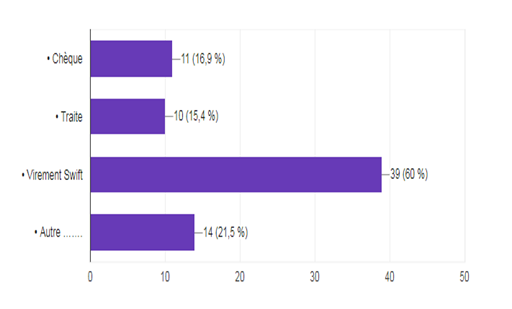 • Chèque
11 (16,9 %)
• Traite
10 (15,4 %)
• Virement Swift
39 (60 %)
• Autre …….
14 (21,5 %)
0 10 20 30 40 50